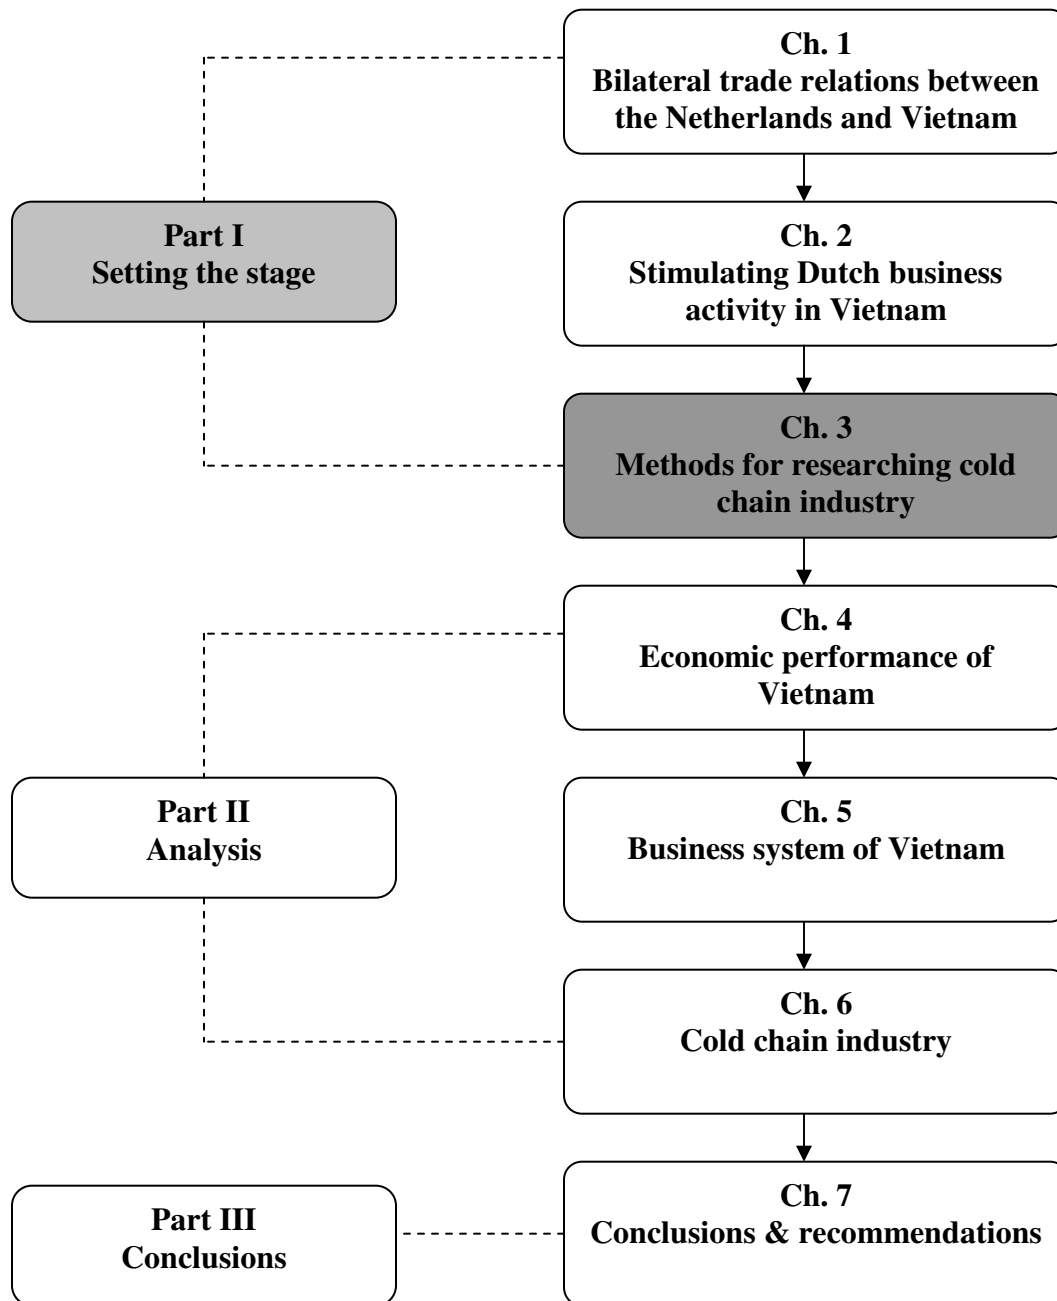 Ch. 1
Bilateral trade relations between
the Netherlands and Vietnam
Part I
Setting the stage
Ch. 2
Stimulating Dutch business
activity in Vietnam
Ch. 3
Methods for researching cold
chain industry
Ch. 4
Economic performance of
Vietnam
Part II
Analysis
Ch. 5
Business system of Vietnam
Ch. 6
Cold chain industry
Part III
Conclusions
Ch. 7
Conclusions & recommendations